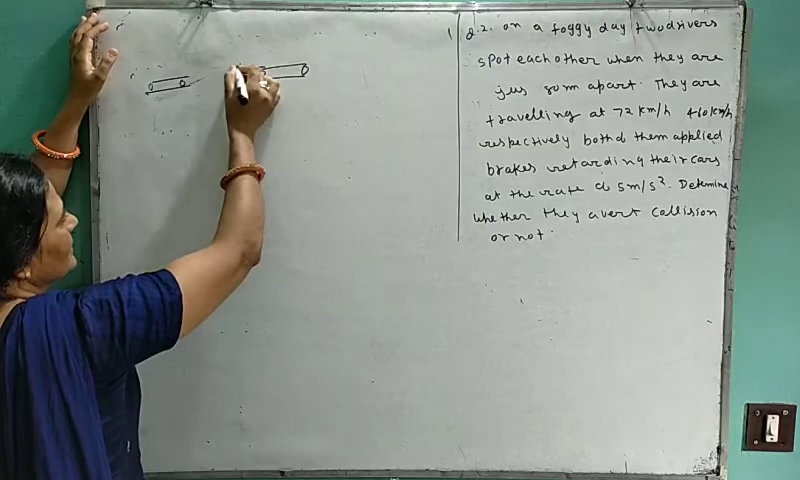 Q.2. on a foggy day two drivers
spot each other when they are
jus 80m apart. They are
travelling at 72 km/h & 60 km/h
respectively both of them applied
brakes retarding their cars
at the rate of 5m/s². Determine
whether they avert collision
or not.